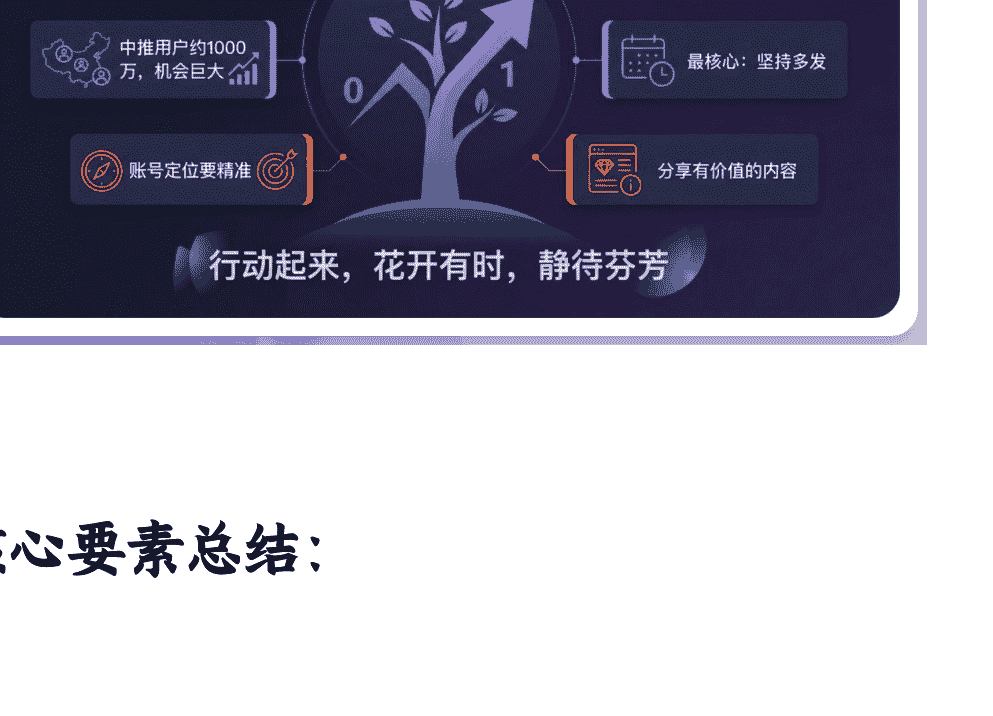 中推用户约1000
万，机会巨大
0
1
最核心：坚持多发
账号定位要精准
分享有价值的内容
行动起来，花开有时，静待芬芳
心要素总结：